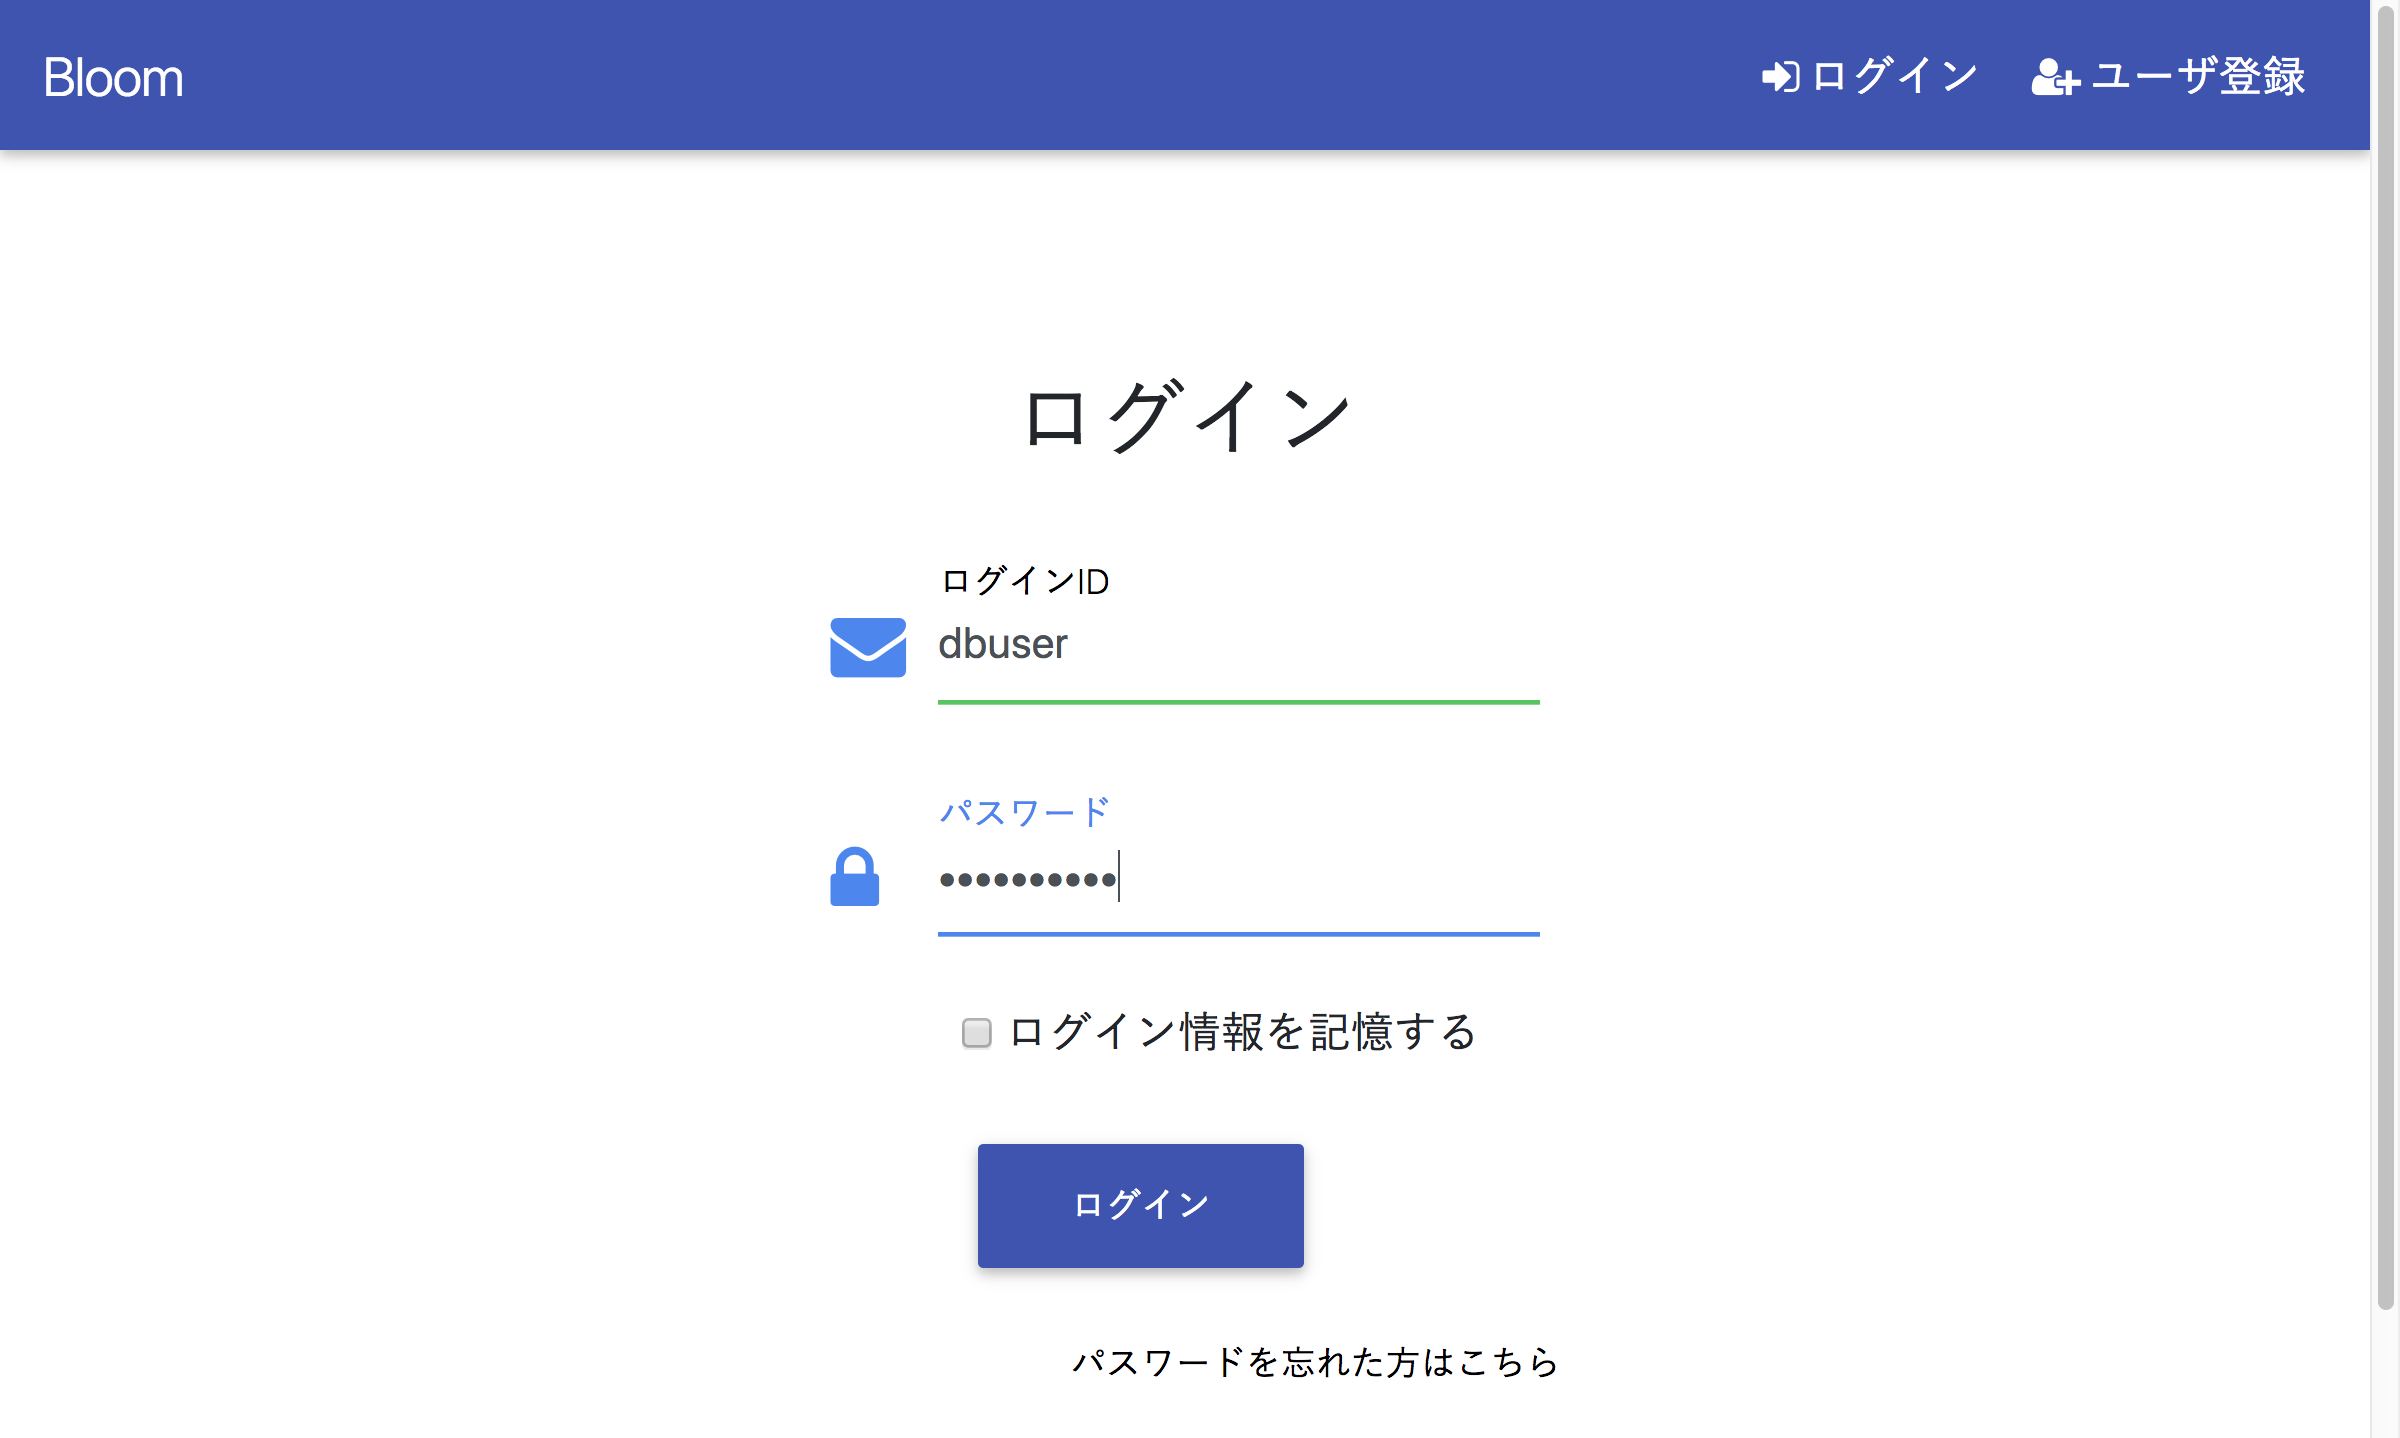 Bloom
ログイン ユーザ登録
ログイン
ログインID
dbuser
パスワード
••••••••••
ログイン情報を記憶する
ログイン
パスワードを忘れた方はこちら